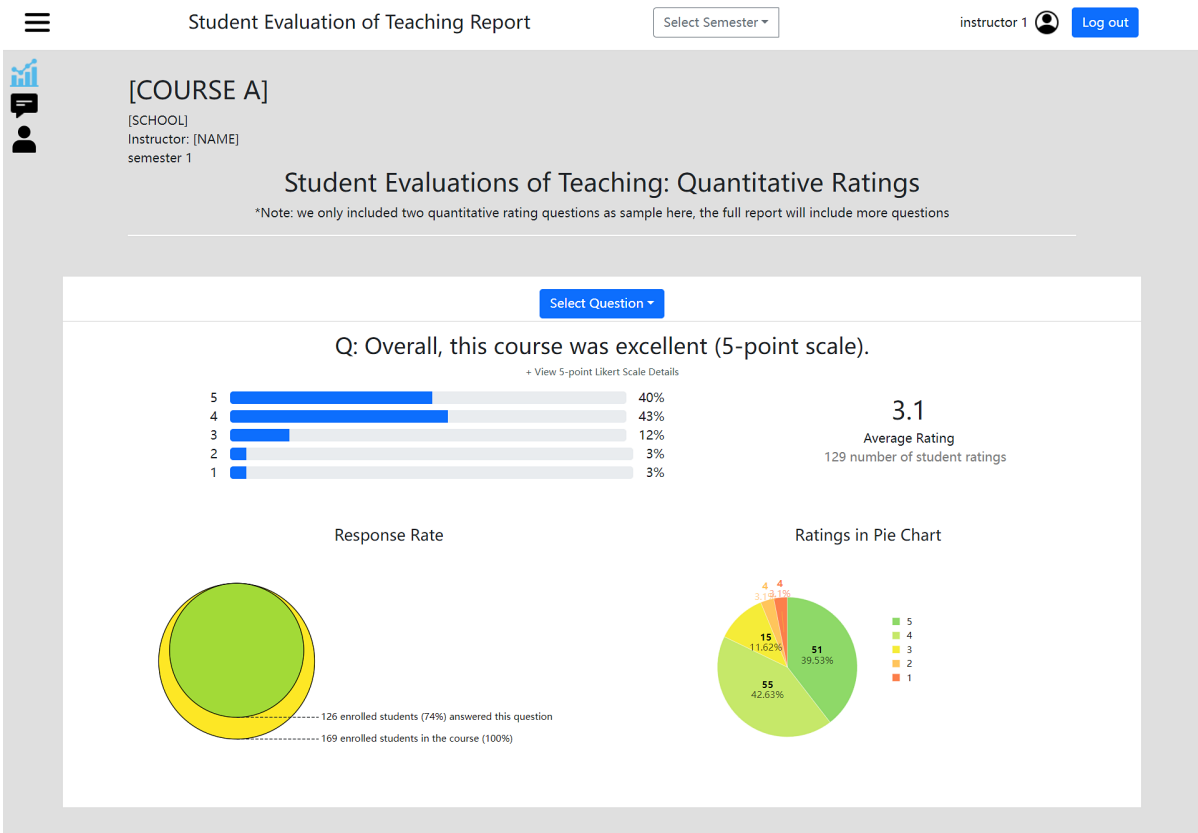 Student Evaluation of Teaching Report
Select Semester
instructor 1
Log out
[COURSE A]
[SCHOOL]
Instructor: [NAME]
semester 1
Student Evaluations of Teaching: Quantitative Ratings
*Note: we only included two quantitative rating questions as sample here, the full report will include more questions
Select Question
Q: Overall, this course was excellent (5-point scale).
+ View 5-point Likert Scale Details
5 40%
4 43%
3 12%
2 3%
1 3%
3.1
Average Rating
129 number of student ratings
Response Rate
126 enrolled students (74%) answered this question
169 enrolled students in the course (100%)
Ratings in Pie Chart
4
3.1%
4
3.1%
15
11.62%
51
39.53%
55
42.63%
5
4
3
2
1